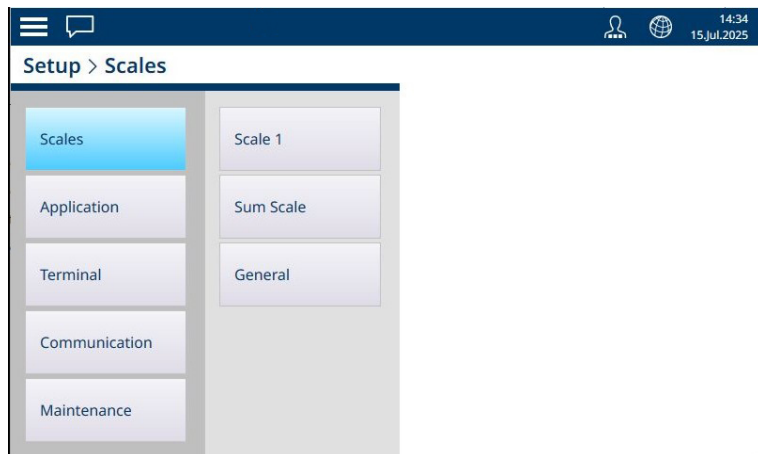 14:34
15.Jul.2025
Setup > Scales
Scales
Application
Terminal
Communication
Maintenance
Scale 1
Sum Scale
General